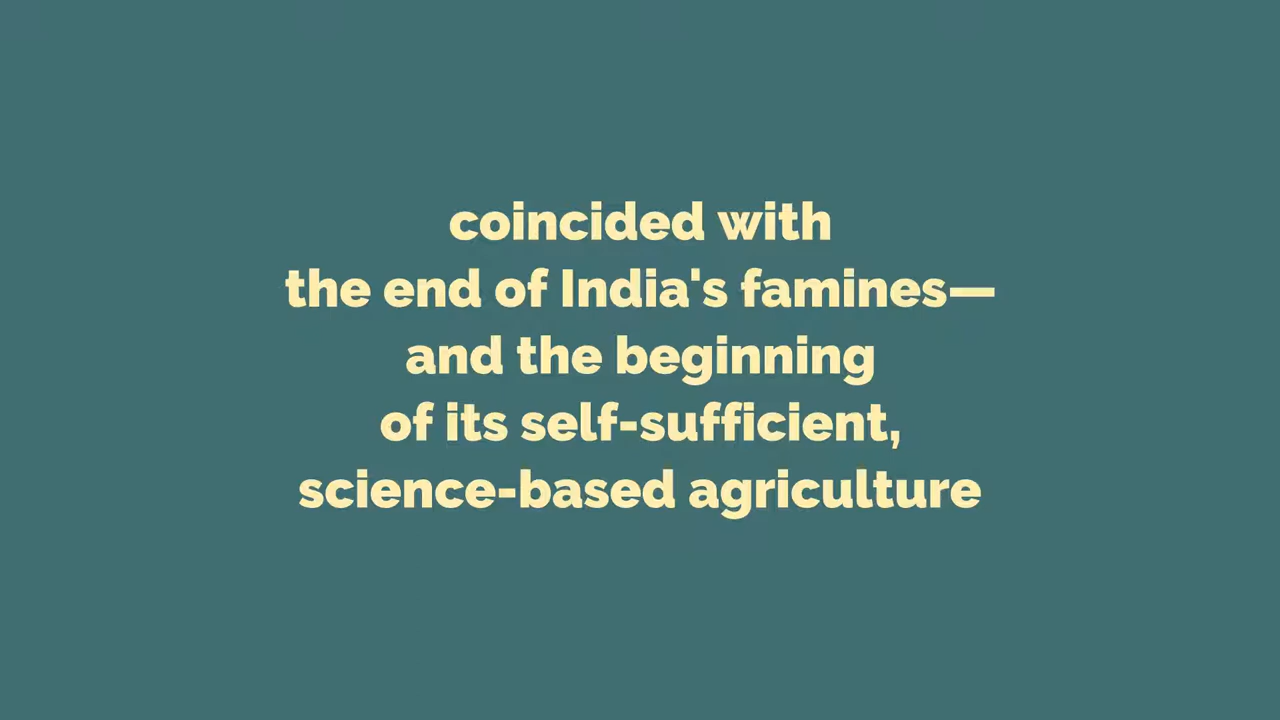 coincided with
the end of India's famines—
and the beginning
of its self-sufficient,
science-based agriculture